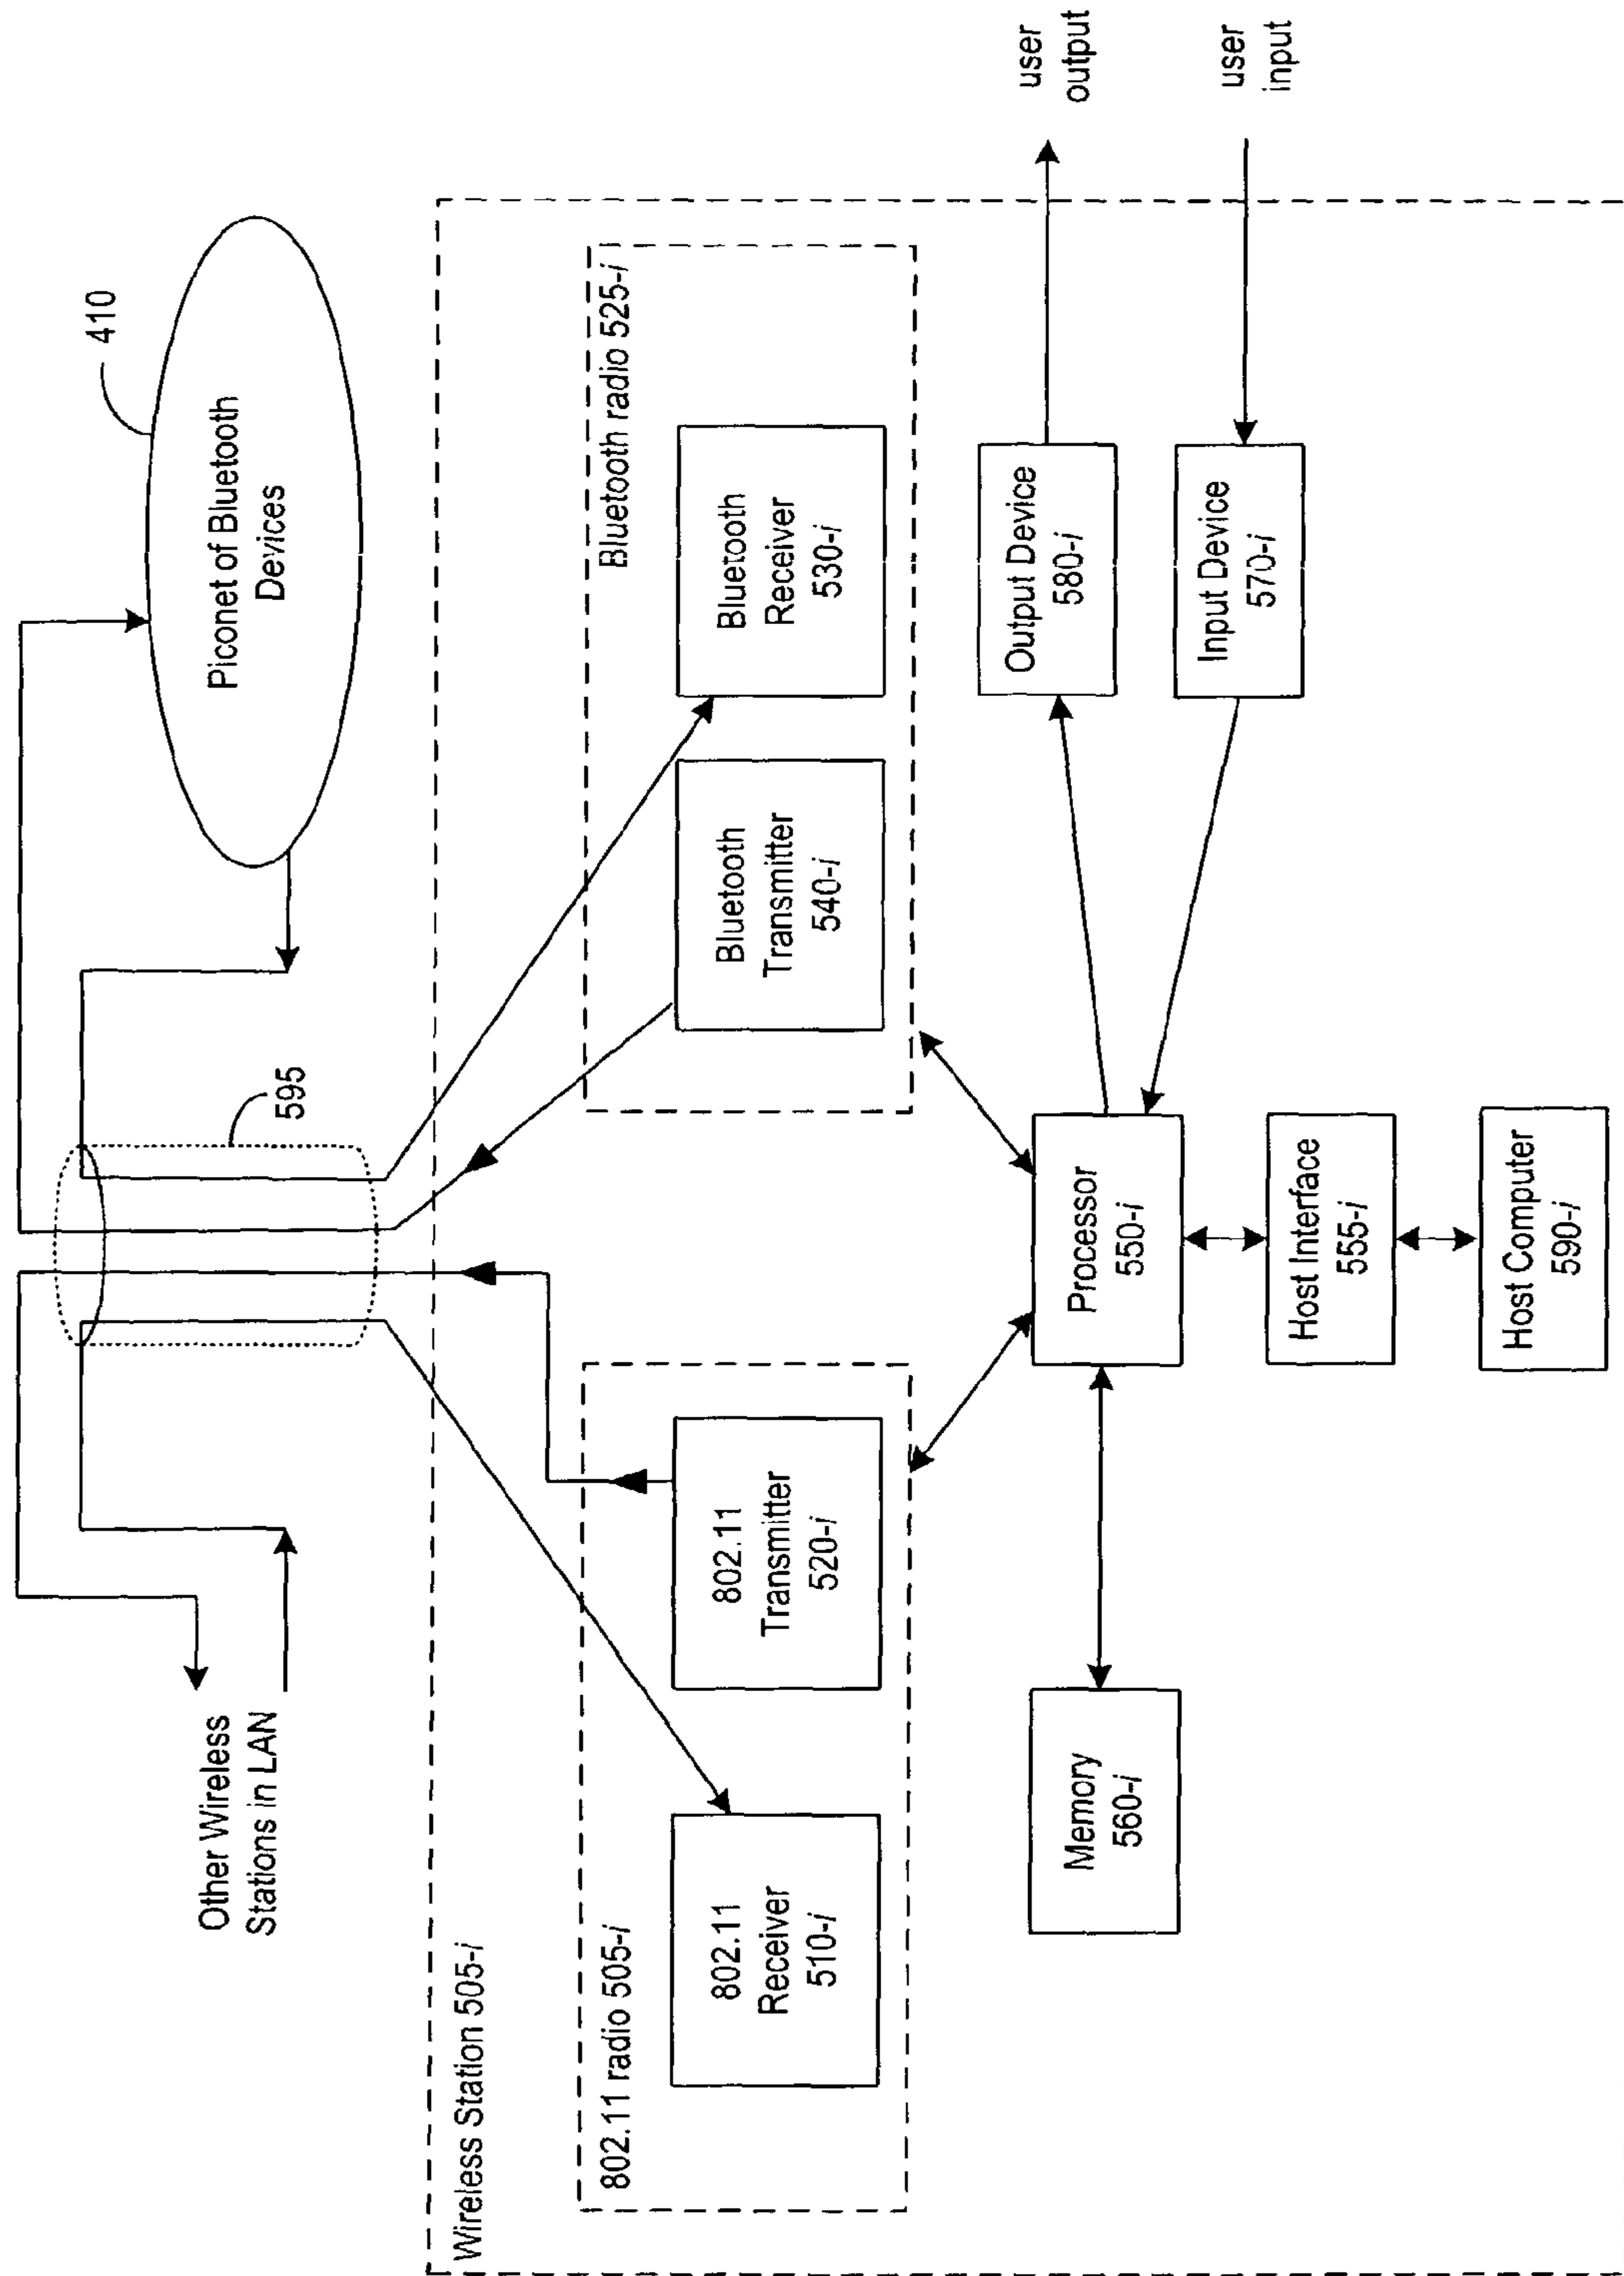 410
Piconet of Bluetooth
Devices
595
Other Wireless
Stations in LAN
Wireless Station 505-i
802.11 radio 505-i
802.11
Receiver
510-i
802.11
Transmitter
520-i
Bluetooth radio 525-i
Bluetooth
Transmitter
540-i
Bluetooth
Receiver
530-i
Memory
560-i
Processor
550-i
Output Device
580-i
user
output
Input Device
570-i
user
input
Host Interface
555-i
Host Computer
590-i